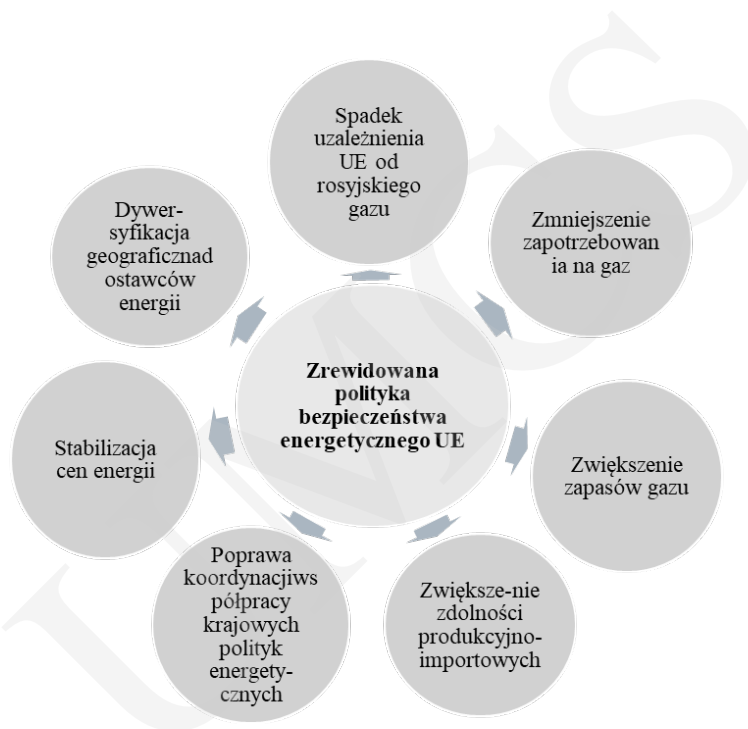 Spadek
uzależnienia
UE od
rosyjskiego
gazu
Zmniejszenie
zapotrzebowan
ia na gaz
Zwiększenie
zapasów gazu
Zwiększe-nie
zdolności
produkcyjno-
importowych
Poprawa
koordynacjiws
półpracy
krajowych
polityk
energety-
cznych
Stabilizacja
cen energii
Dywer-
syfikacja
geograficznad
ostawców
energii
Zrewidowana
polityka
bezpieczeństwa
energetycznego UE
UMCS